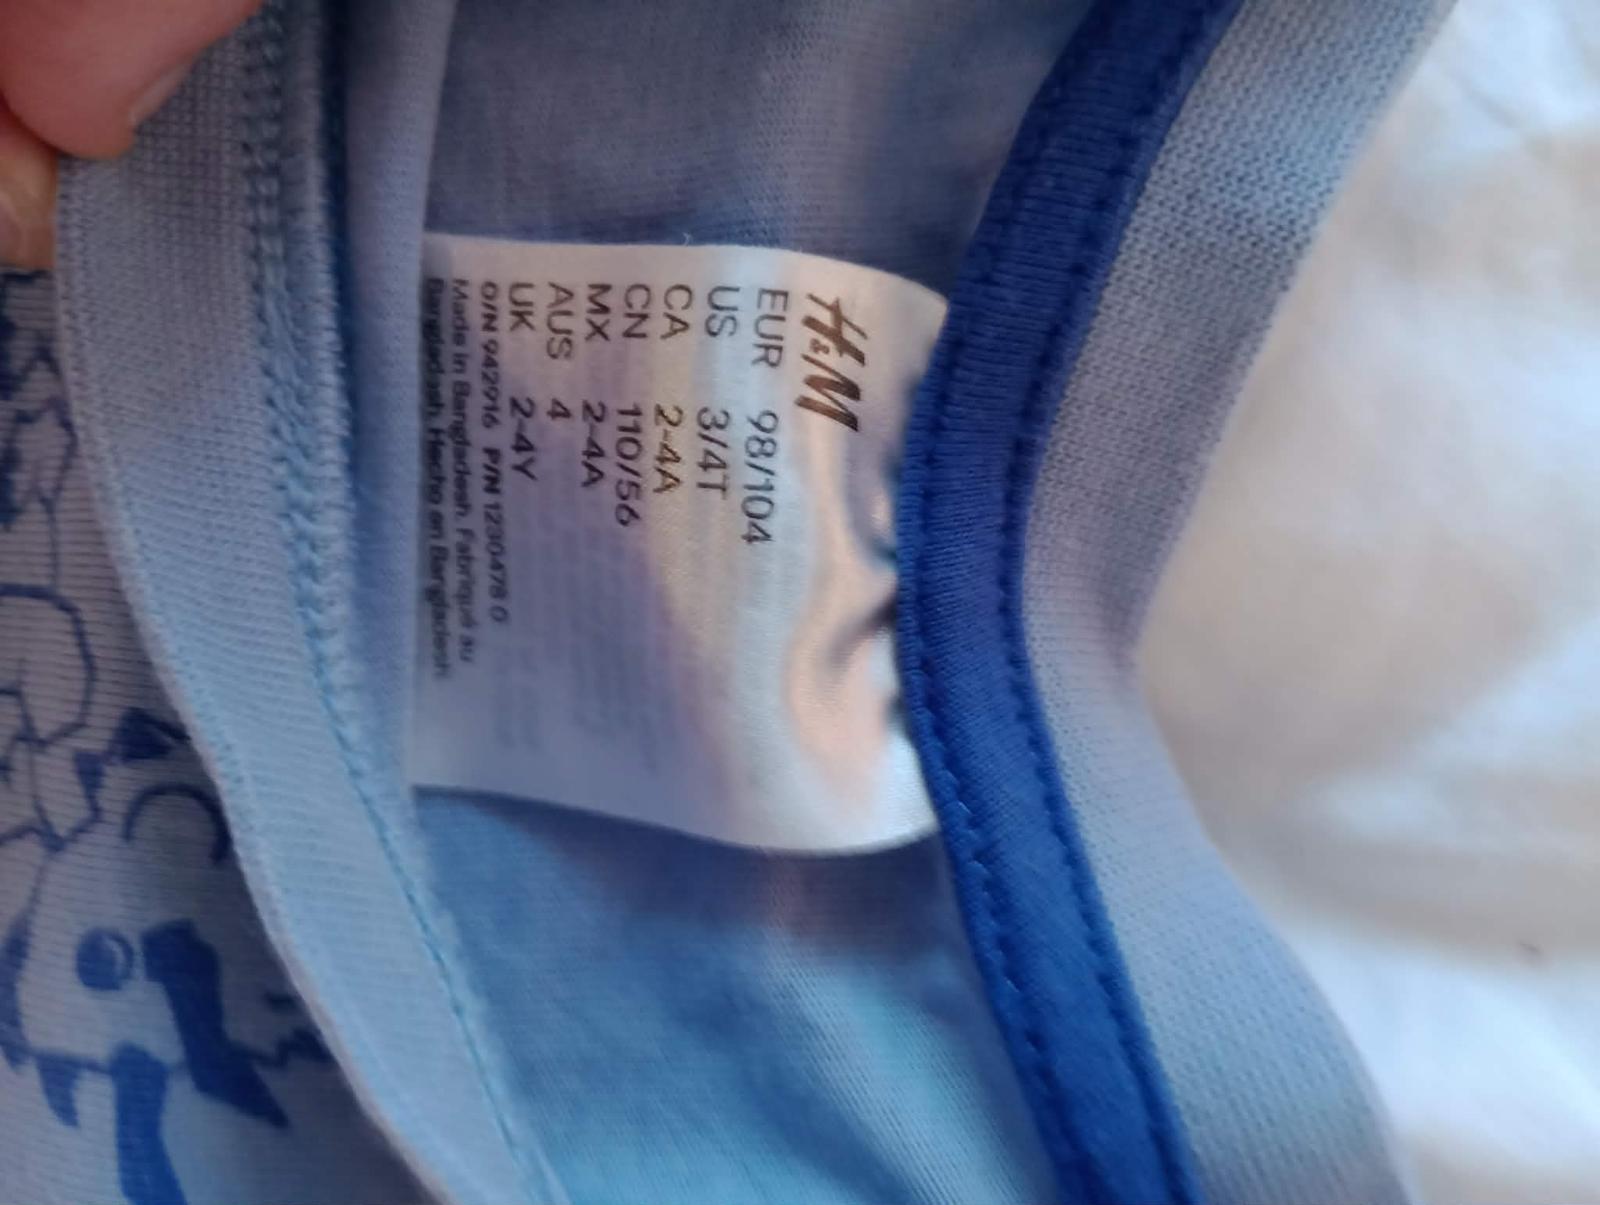 H&M
EUR 98/104
US 3/4T
CA 2-4A
CN 110/56
MX 2-4A
AUS 4
UK 2-4Y
O/N 942916 P/N 1230478 0
Made in Bangladesh. Fabriqué au
Bangladesh. Hecho en Bangladesh